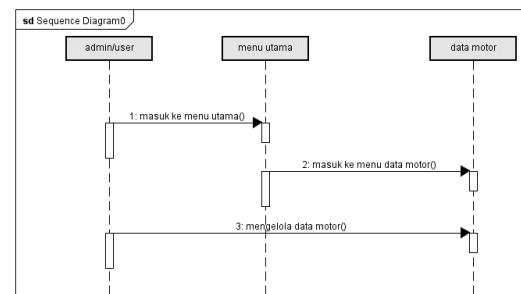 sd Sequence Diagram0
admin/user
menu utama
data motor
1: masuk ke menu utama()
2: masuk ke menu data motor()
3: mengelola data motor()